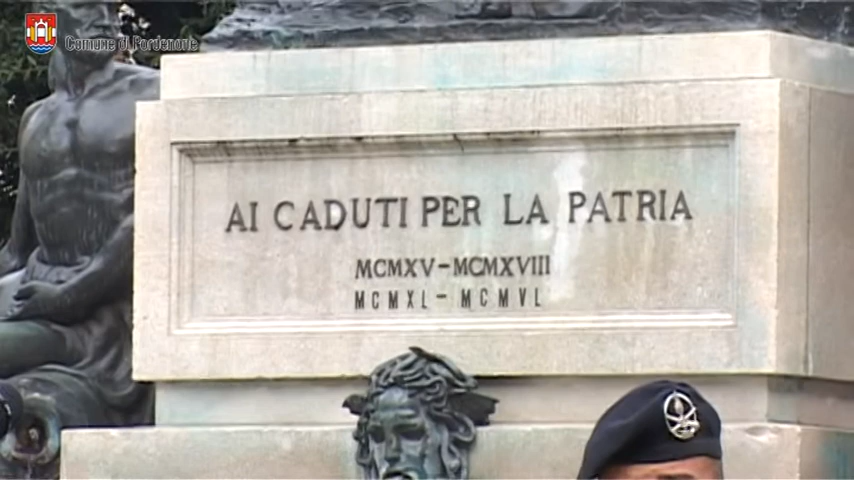 Comune di Pordenone
AI CADUTI PER LA PATRIA
MCMXV-MCMXVIII
MCMXL- MCMVL